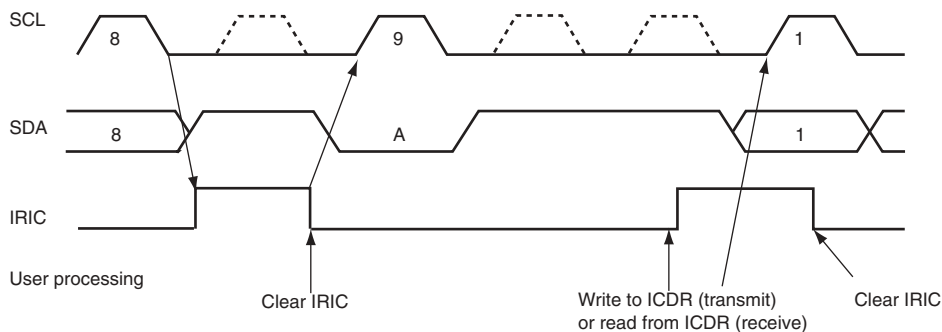 SCL
8
9
1
SDA
8
A
1
IRIC
User processing
Clear IRIC
Write to ICDR (transmit)
or read from ICDR (receive)
Clear IRIC